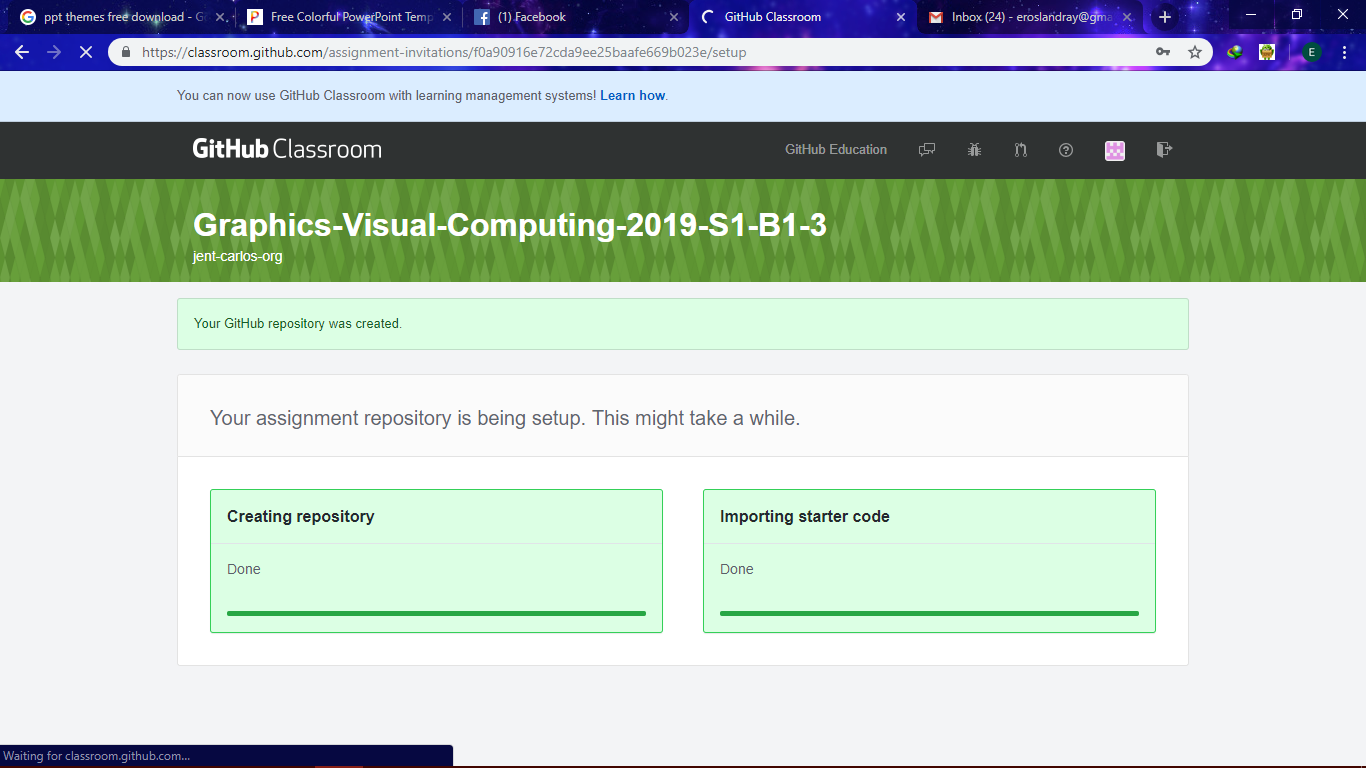 ppt themes free download - G
Free Colorful PowerPoint Temp
(1) Facebook
GitHub Classroom
Inbox (24) - eroslandray@gma
https://classroom.github.com/assignment-invitations/f0a90916e72cda9ee25baafe669b023e/setup
E
You can now use GitHub Classroom with learning management systems! Learn how.
GitHub Classroom
GitHub Education
Graphics-Visual-Computing-2019-S1-B1-3
jent-carlos-org
Your GitHub repository was created.
Your assignment repository is being setup. This might take a while.
Creating repository
Done
Importing starter code
Done
Waiting for classroom.github.com...